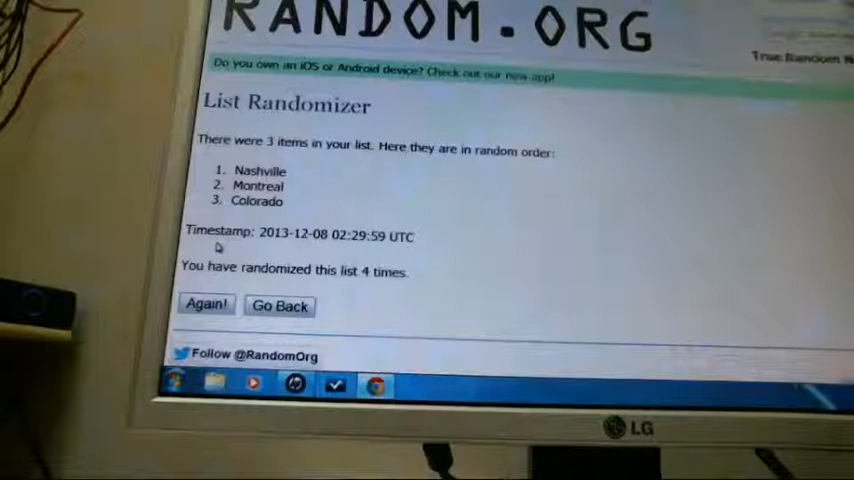 RANDOM.ORG
True Random
Do you own an iOS or Android device? Check out our new app!
List Randomizer
There were 3 items in your list. Here they are in random order:
1. Nashville
2. Montreal
3. Colorado
Timestamp: 2013-12-08 02:29:59 UTC
You have randomized this list 4 times.
Again! Go Back
Follow @RandomOrg
LG